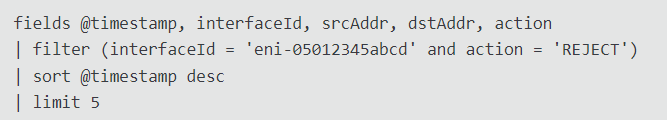 fields @timestamp, interfaceId, srcAddr, dstAddr, action
| filter (interfaceId = 'eni-05012345abcd' and action = 'REJECT')
| sort @timestamp desc
| limit 5